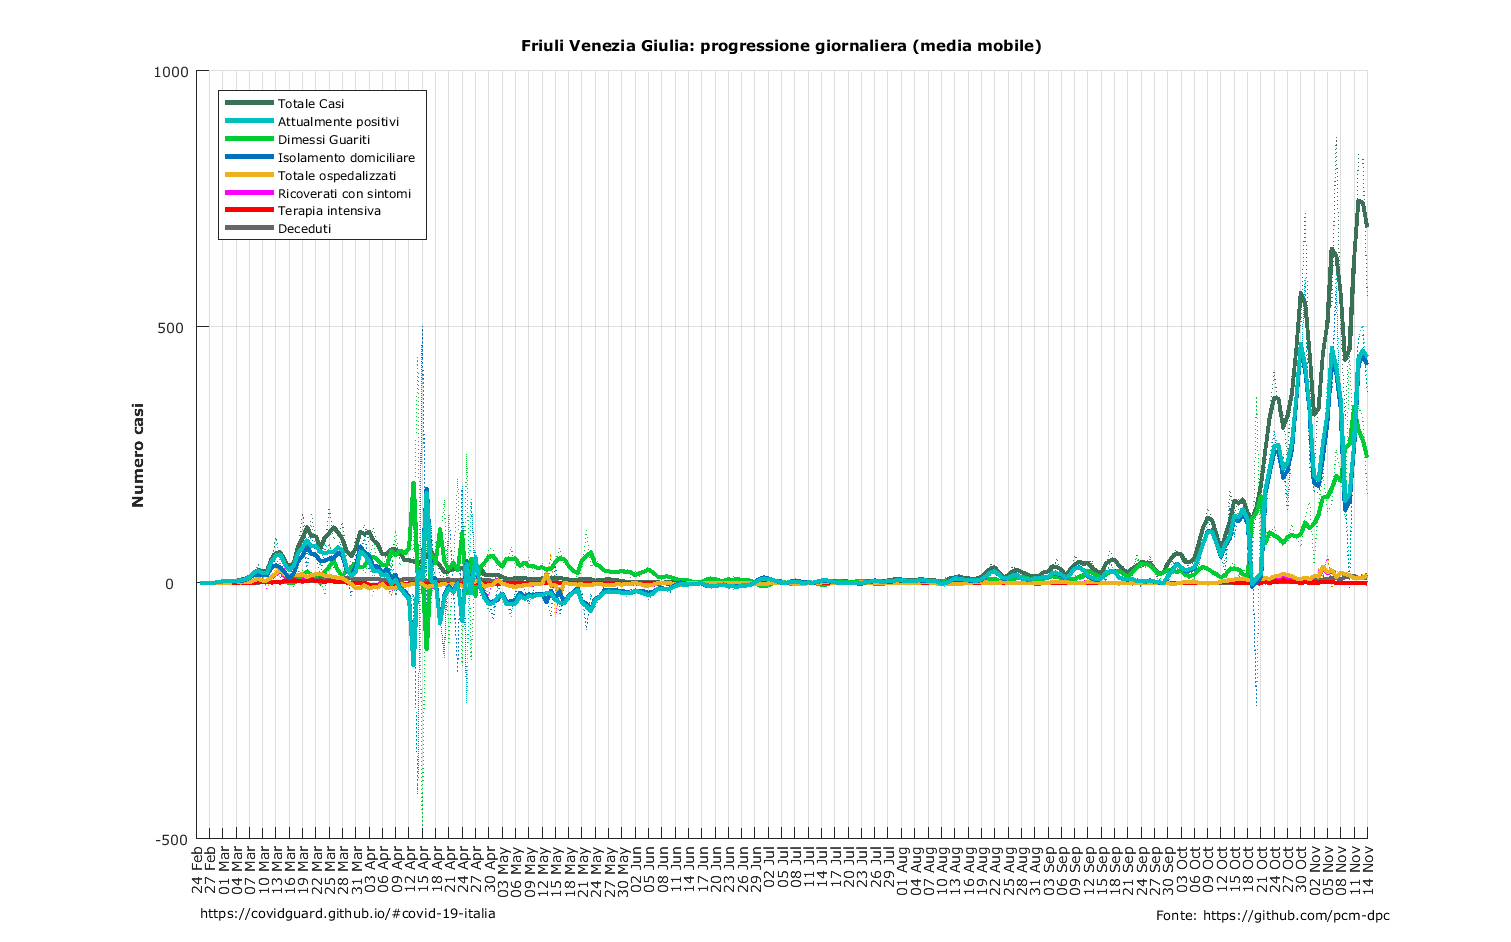 Friuli Venezia Giulia: progressione giornaliera (media mobile)
1000
500
0
-500
Numero casi
Totale Casi
Attualmente positivi
Dimessi Guariti
Isolamento domiciliare
Totale ospedalizzati
Ricoverati con sintomi
Terapia intensiva
Deceduti
24 Feb
27 Feb
01 Mar
04 Mar
07 Mar
10 Mar
13 Mar
16 Mar
19 Mar
22 Mar
25 Mar
28 Mar
31 Mar
03 Apr
06 Apr
09 Apr
12 Apr
15 Apr
18 Apr
21 Apr
24 Apr
27 Apr
30 Apr
03 May
06 May
09 May
12 May
15 May
18 May
21 May
24 May
27 May
30 May
02 Jun
05 Jun
08 Jun
11 Jun
14 Jun
17 Jun
20 Jun
23 Jun
26 Jun
29 Jun
02 Jul
05 Jul
08 Jul
11 Jul
14 Jul
17 Jul
20 Jul
23 Jul
26 Jul
29 Jul
01 Aug
04 Aug
07 Aug
10 Aug
13 Aug
16 Aug
19 Aug
22 Aug
25 Aug
28 Aug
31 Aug
03 Sep
06 Sep
09 Sep
12 Sep
15 Sep
18 Sep
21 Sep
24 Sep
27 Sep
30 Sep
03 Oct
06 Oct
09 Oct
12 Oct
15 Oct
18 Oct
21 Oct
24 Oct
27 Oct
30 Oct
02 Nov
05 Nov
08 Nov
11 Nov
14 Nov
https://covidguard.github.io/#covid-19-italia
Fonte: https://github.com/pcm-dpc